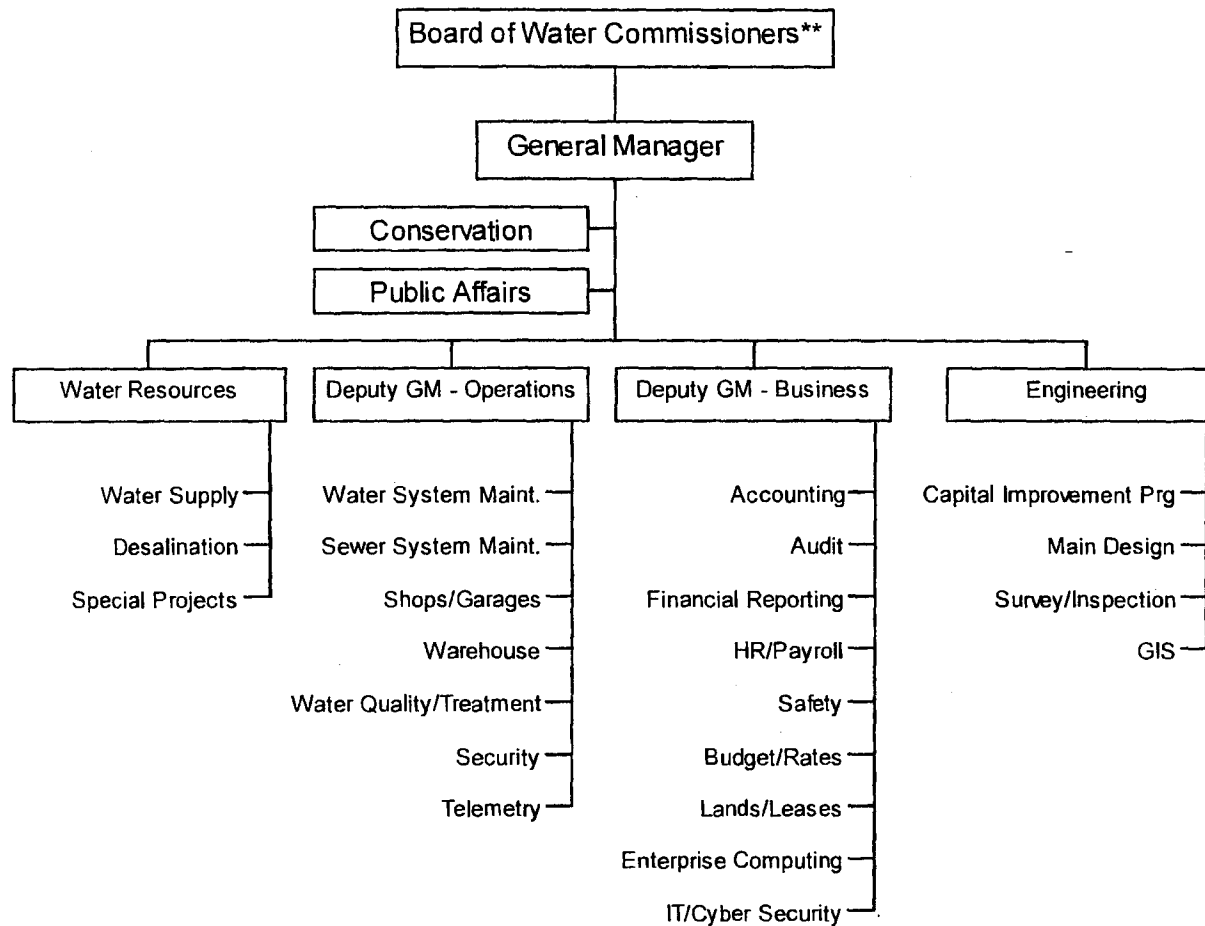 Board of Water Commissioners**
General Manager
Conservation
Public Affairs
Water Resources
Water Supply
Desalination
Special Projects
Deputy GM - Operations
Water System Maint.
Sewer System Maint.
Shops/Garages
Warehouse
Water Quality/Treatment
Security
Telemetry
Deputy GM - Business
Accounting
Audit
Financial Reporting
HR/Payroll
Safety
Budget/Rates
Lands/Leases
Enterprise Computing
IT/Cyber Security
Engineering
Capital Improvement Prg
Main Design
Survey/Inspection
GIS